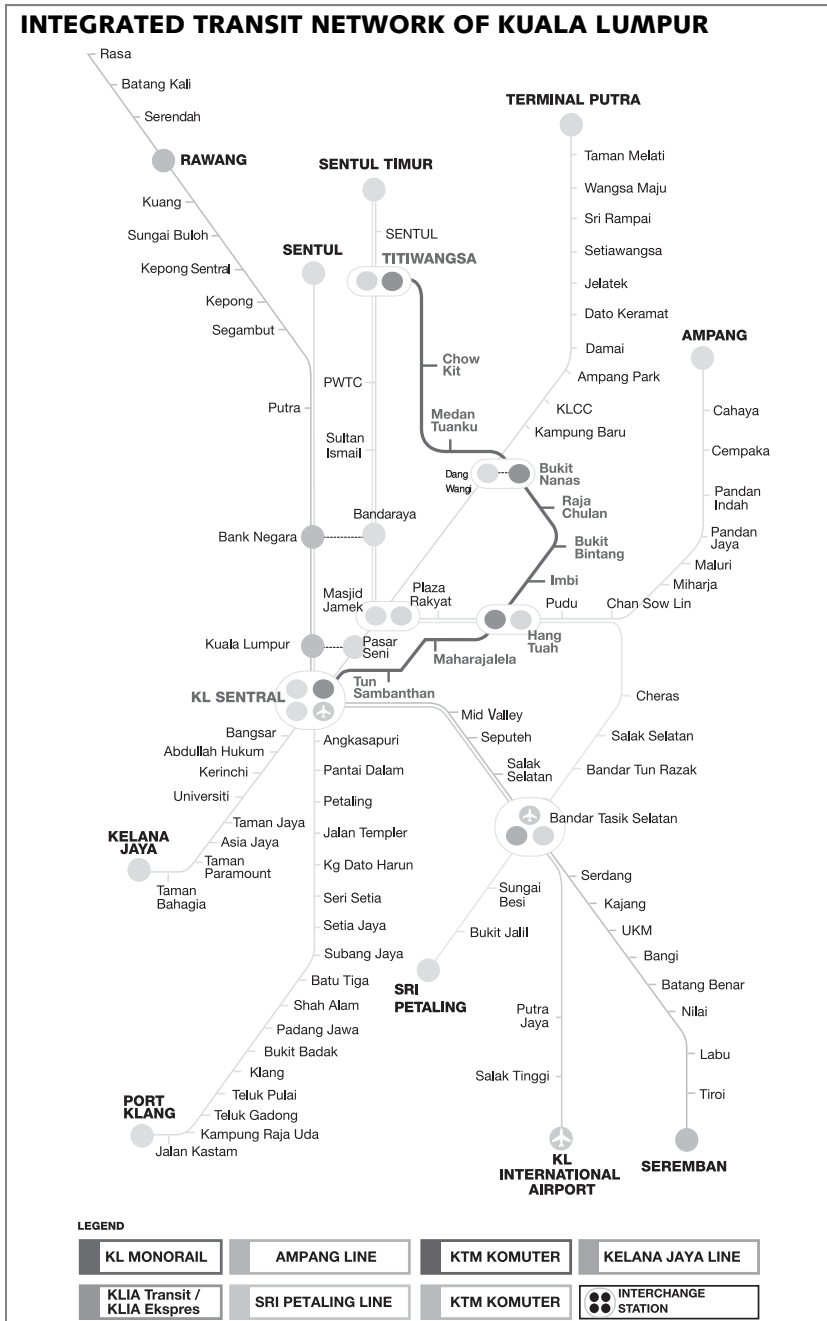 INTEGRATED TRANSIT NETWORK OF KUALA LUMPUR
Rasa
Batang Kali
Serendah
RAWANG
Kuang
Sungai Buloh
Kepong Sentral
Kepong
Segambut
Putra
Bank Negara
Kuala Lumpur
SENTUL
SENTUL TIMUR
SENTUL
TITIWANGSA
PWTC
Sultan
Ismail
Bandaraya
Masjid
Jamek
Plaza
Rakyat
Pasar
Seni
KL SENTRAL
Chow
Kit
Medan
Tuanku
Bukit
Nanas
Dang
Wangi
Raja
Chulan
Bukit
Bintang
Imbi
Hang
Tuah
Maharajalela
Tun
Sambanthan
TERMINAL PUTRA
Taman Melati
Wangsa Maju
Sri Rampai
Setiawangsa
Jelatek
Dato Keramat
Damai
Ampang Park
KLCC
Kampung Baru
AMPANG
Cahaya
Cempaka
Pandan
Indah
Pandan
Jaya
Maluri
Miharja
Chan Sow Lin
Pudu
Cheras
Salak Selatan
Bandar Tun Razak
Bandar Tasik Selatan
Mid Valley
Seputeh
Salak
Selatan
Bangsar
Abdullah Hukum
Kerinchi
Universiti
Taman Jaya
Asia Jaya
Taman
Paramount
Taman
Bahagia
KELANA
JAYA
Angkasapuri
Pantai Dalam
Petaling
Jalan Templer
Kg Dato Harun
Seri Setia
Setia Jaya
Subang Jaya
Batu Tiga
Shah Alam
Padang Jawa
Bukit Badak
Klang
Teluk Pulai
Teluk Gadong
Kampung Raja Uda
Jalan Kastam
PORT
KLANG
Sungai
Besi
Bukit Jalil
SRI
PETALING
Putra
Jaya
Salak Tinggi
KL
INTERNATIONAL
AIRPORT
Serdang
Kajang
UKM
Bangi
Batang Benar
Nilai
Labu
Tiroi
SEREMBAN
LEGEND
KL MONORAIL
AMPANG LINE
KTM KOMUTER
KELANA JAYA LINE
KLIA Transit /
KLIA Ekspres
SRI PETALING LINE
KTM KOMUTER
INTERCHANGE
STATION